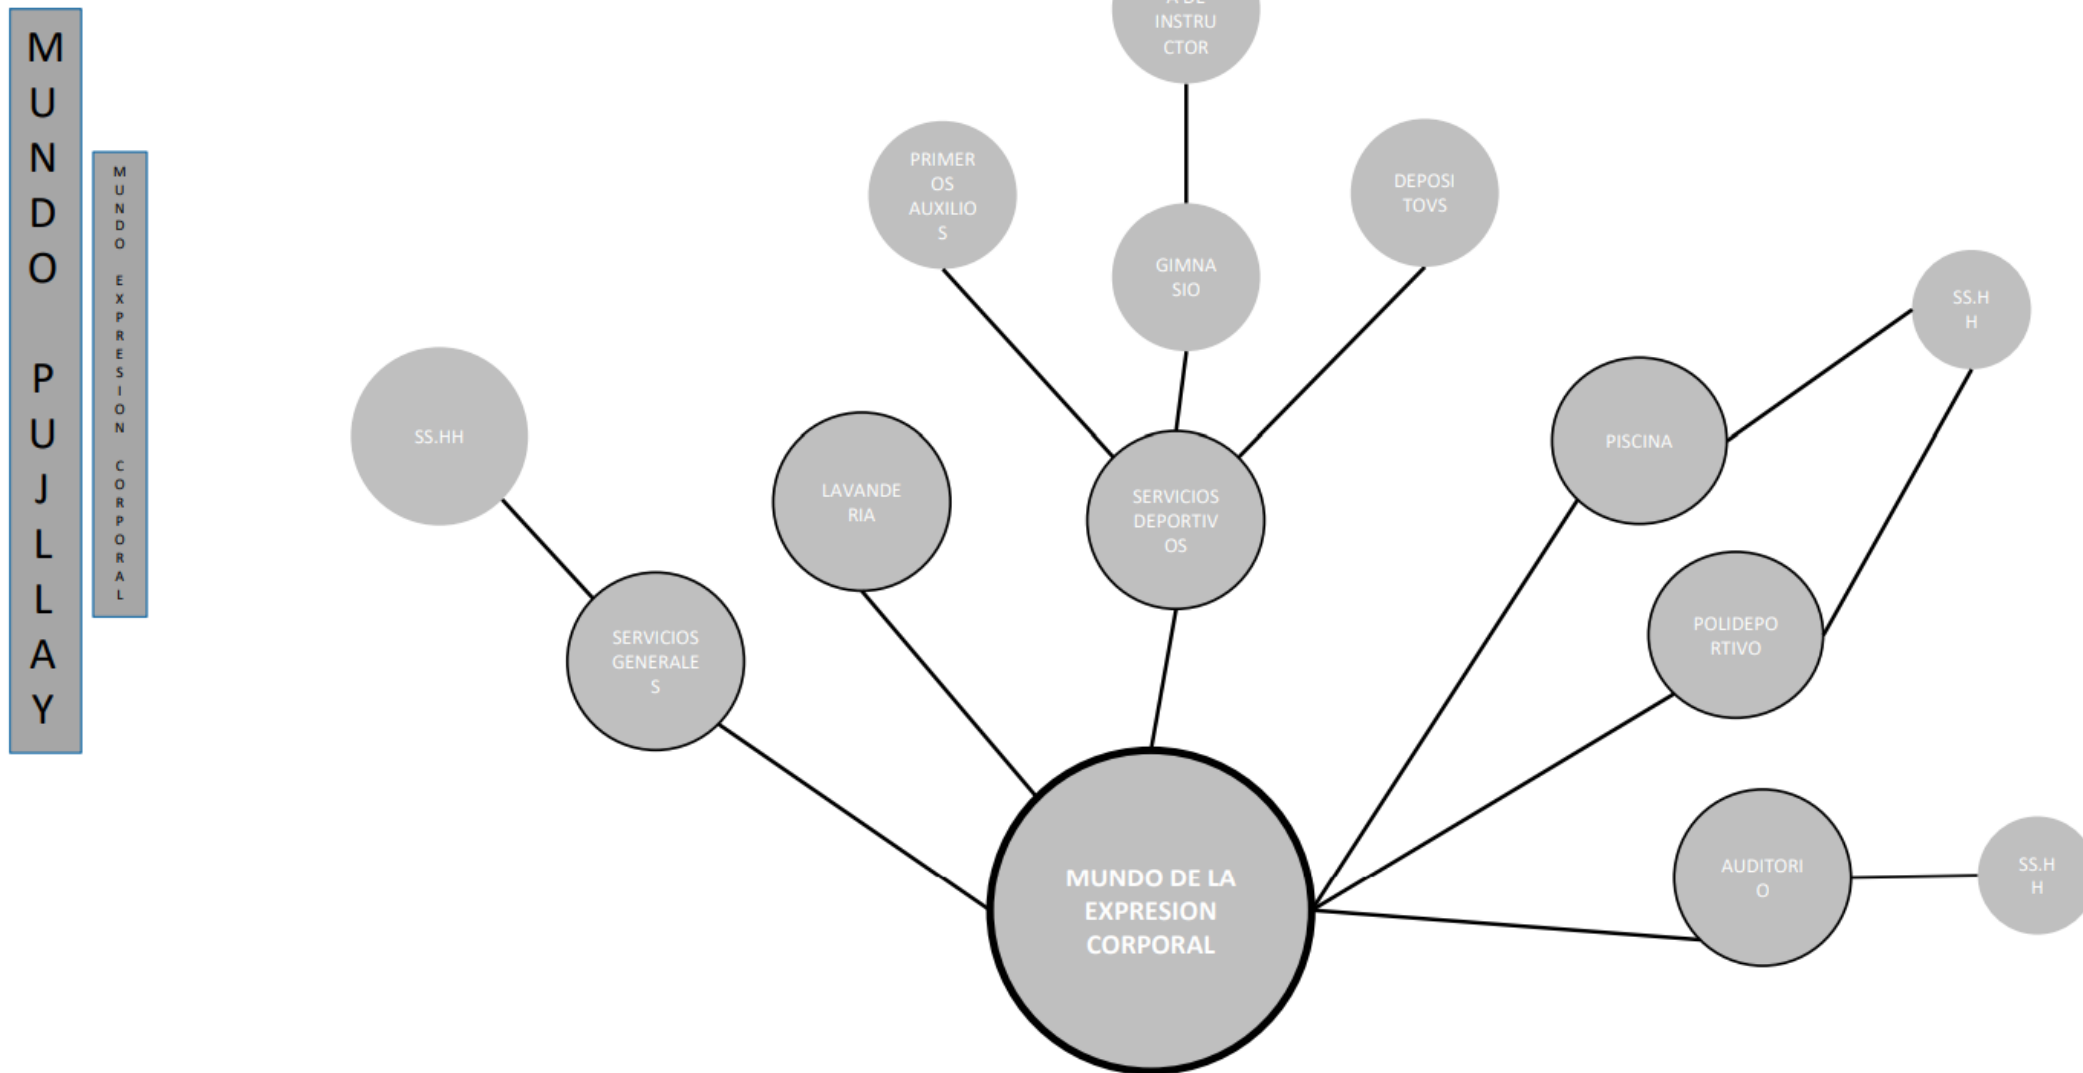 MUNDO PUJLLAY
MUNDO EXPRESION CORPORAL
INSTRU
CTOR
PRIMER
OS
AUXILIO
S
DEPOSI
TOVS
GIMNA
SIO
SS.H
H
SS.HH
PISCINA
LAVANDE
RIA
SERVICIOS
DEPORTIV
OS
SERVICIOS
GENERALE
S
POLIDEPO
RTIVO
AUDITORI
O
SS.H
H
MUNDO DE LA
EXPRESION
CORPORAL